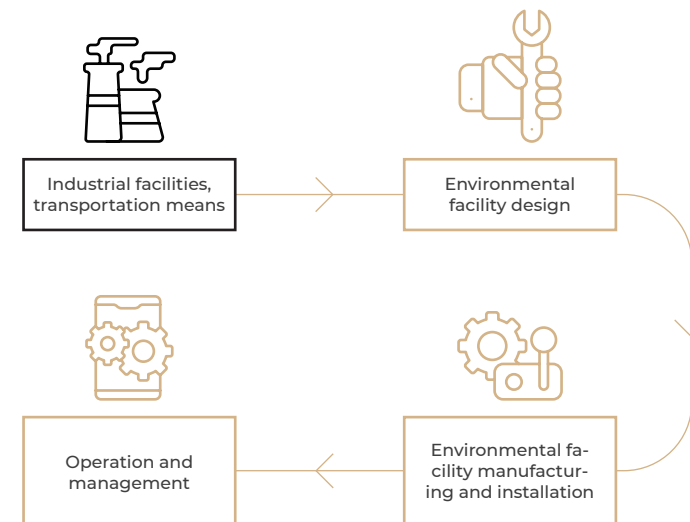 Industrial facilities,
transportation means
Environmental
facility design
Operation and
management
Environmental fa-
cility manufactur-
ing and installation